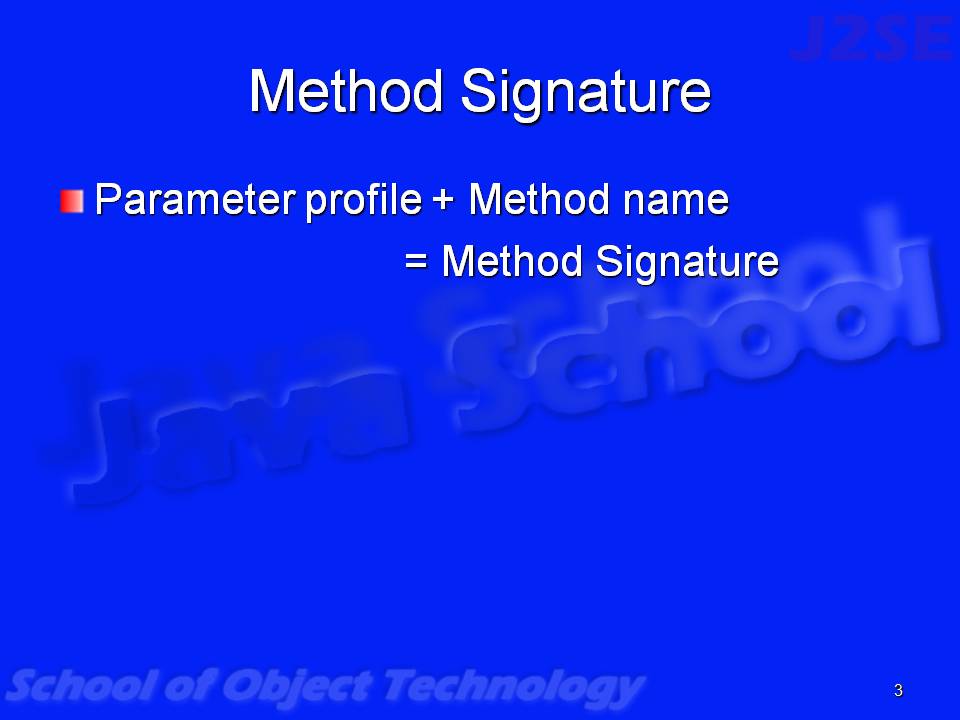 J2SE
Method Signature
Parameter profile + Method name
= Method Signature
Java School
School of Object Technology
3